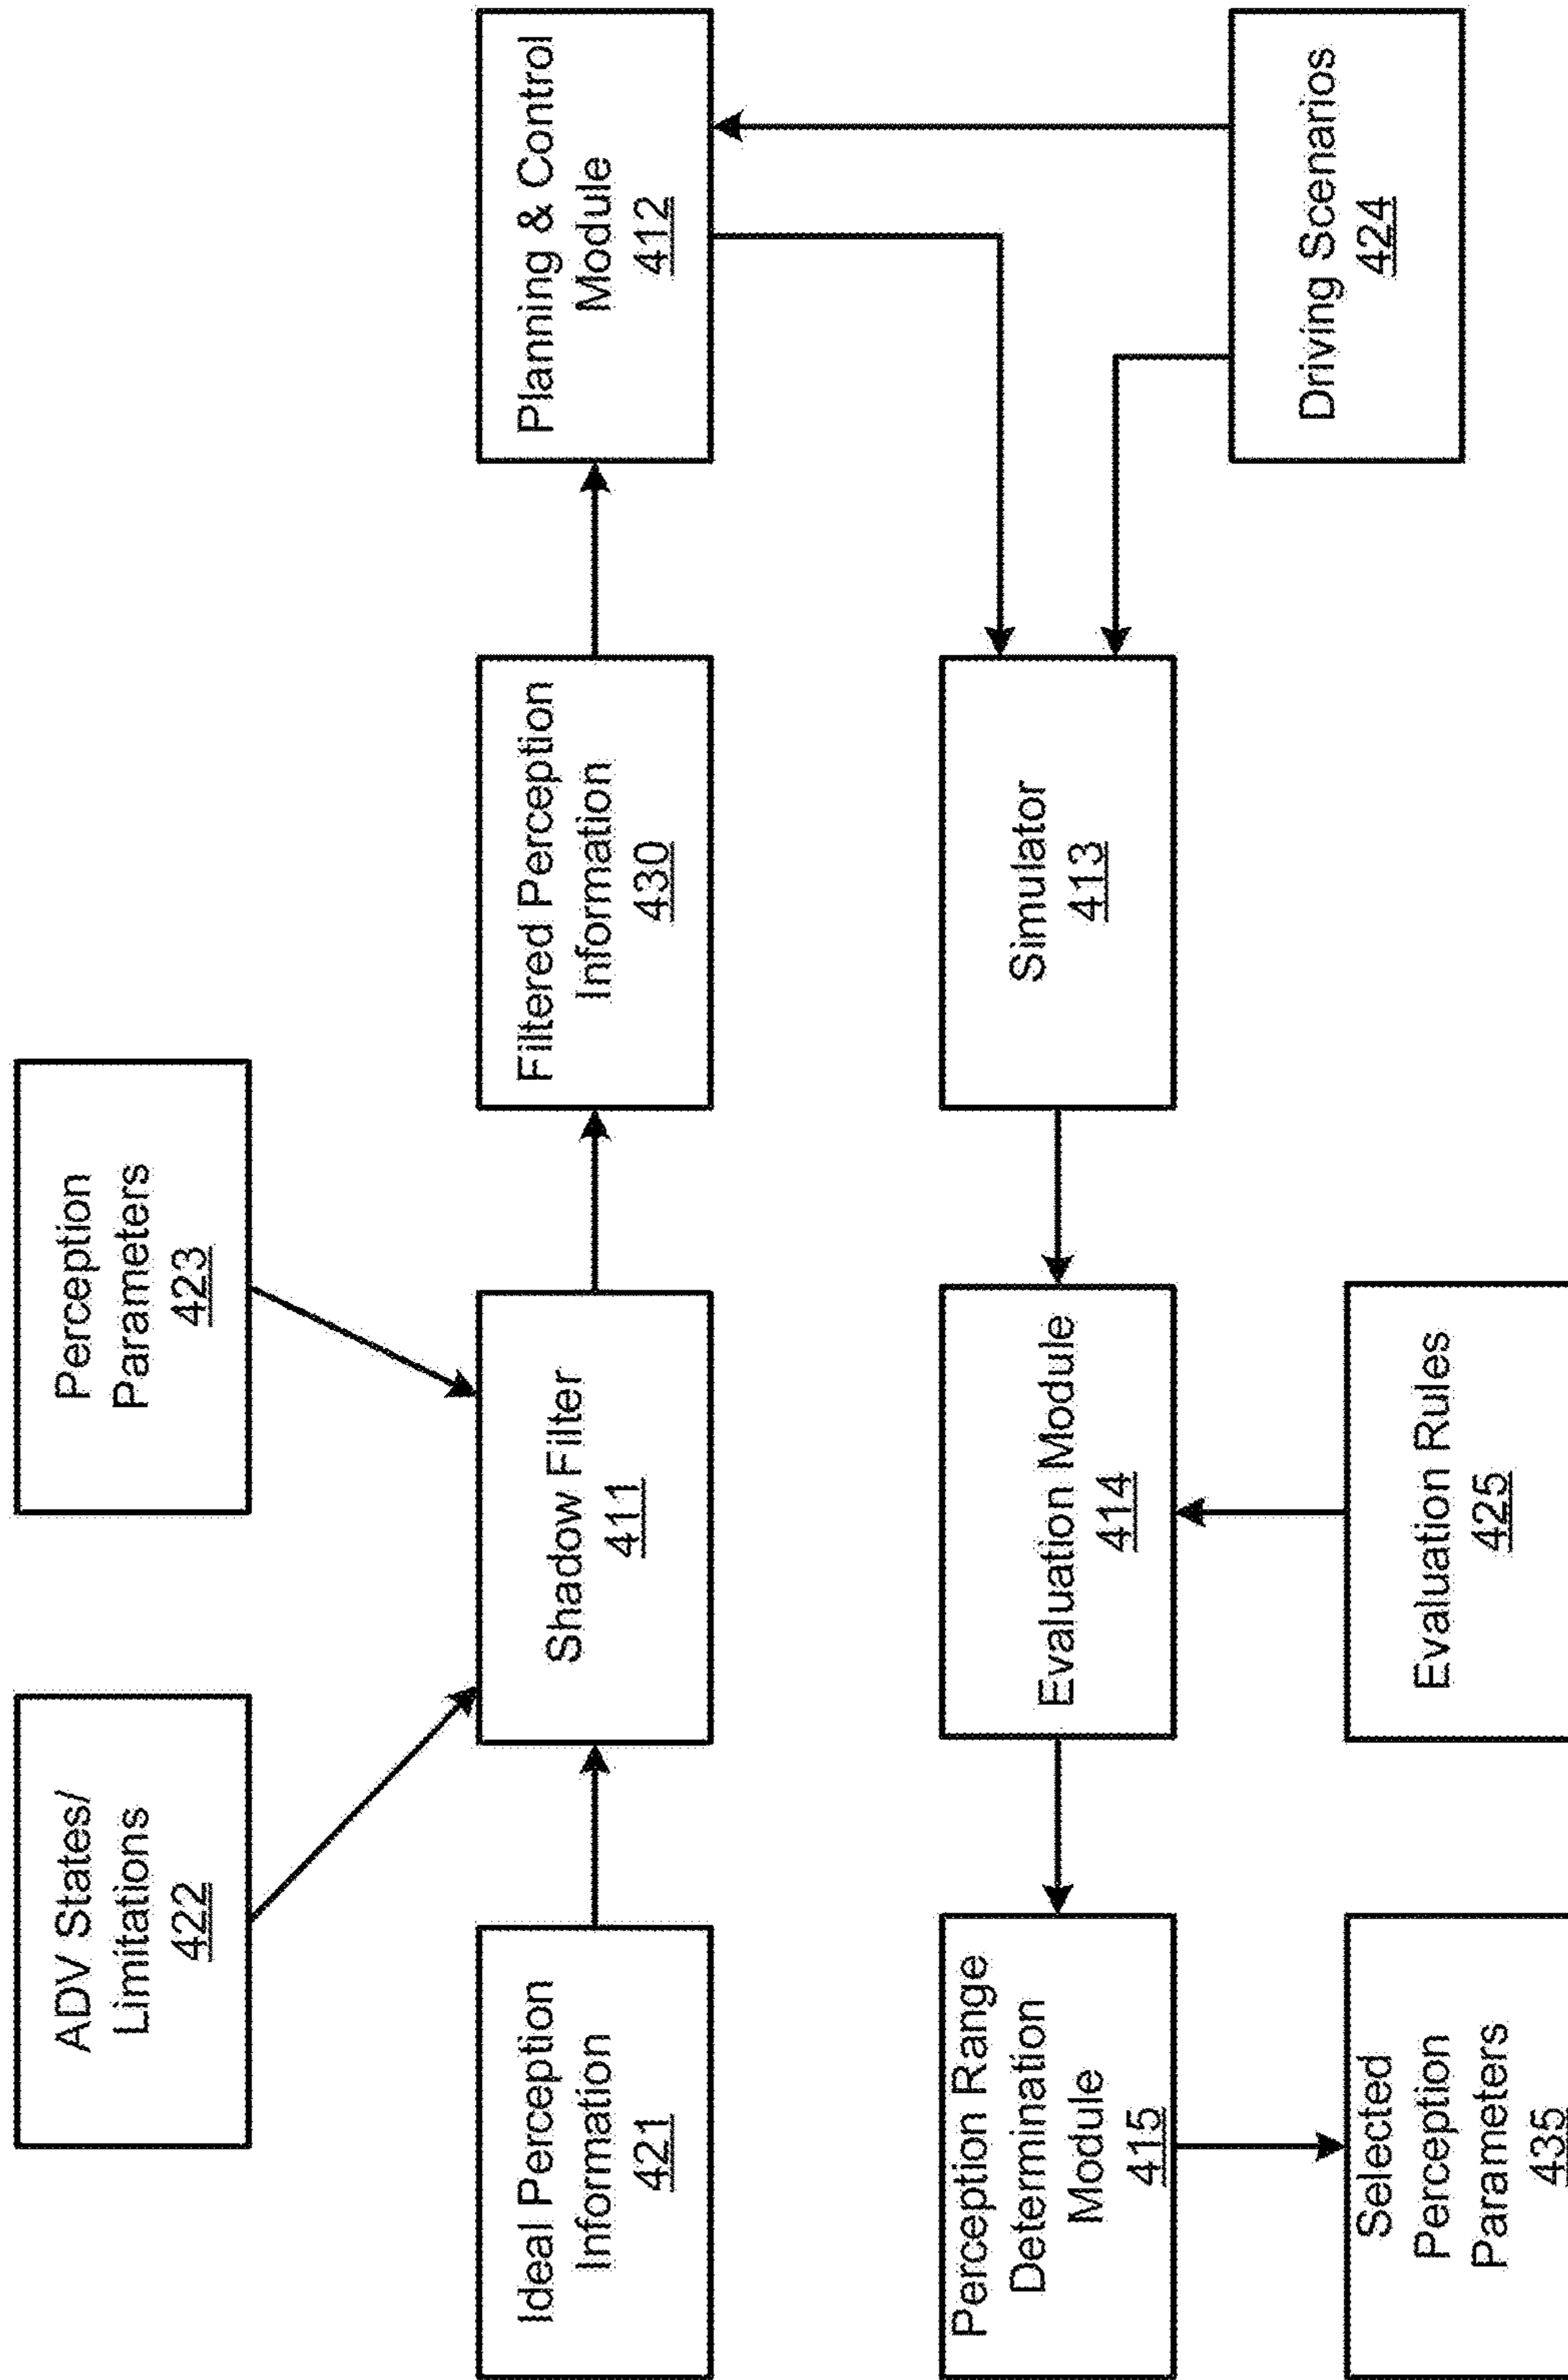 ADV States/
Limitations
422
Perception
Parameters
423
Ideal Perception
Information
421
Shadow Filter
411
Filtered Perception
Information
430
Planning & Control
Module
412
Perception Range
Determination
Module
415
Evaluation Module
414
Simulator
413
Selected
Perception
Parameters
435
Evaluation Rules
425
Driving Scenarios
424